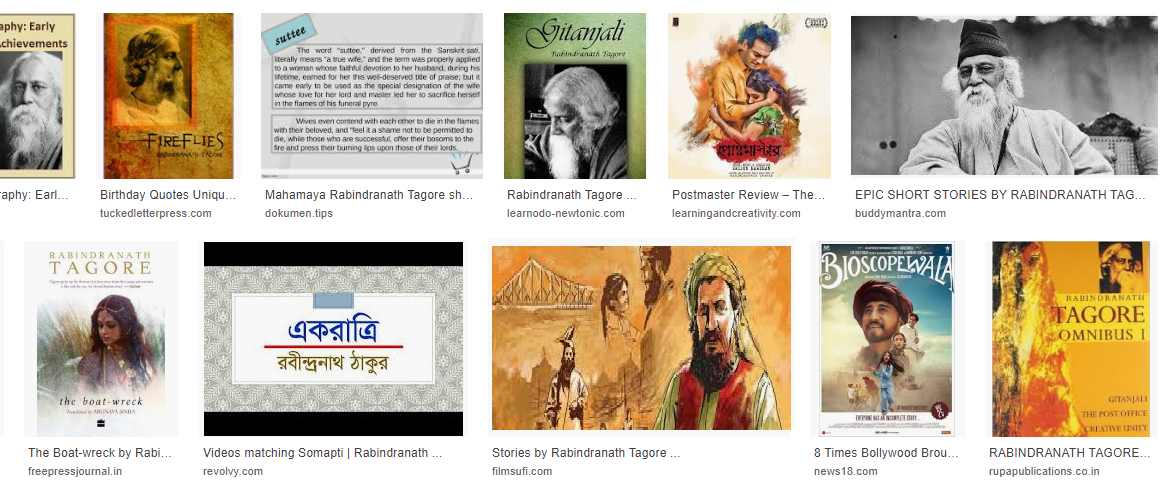 aphy: Early
Achievements
FIREFLIES
RABINDRANATH TAGORE
suttee
The word "suttee," derived from the Sanskrit sati,
literally means "a true wife," and the term was properly applied
to a woman whose faithful devotion to her husband, during his
lifetime, earned for her this well-deserved title of praise; but it
came early to be used as the special designation of the wife
whose love for her lord and master led her to sacrifice herself
in the flames of his funeral pyre.
Wives even contend with each other to die in the flames
with their beloved, and "feel it a shame not to be permitted to
die, while those who are successful, offer their bosoms to the
fire and press their burning lips upon those of their lords.
Gitanjali
Rabindranath Tagore
পোস্টমাস্টার
raphy: Earl...
Birthday Quotes Uniqu...
tuckedletterpress.com
Mahamaya Rabindranath Tagore sh...
dokumen.tips
Rabindranath Tagore ...
learnodo-newtonic.com
Postmaster Review – The...
learningandcreativity.com
EPIC SHORT STORIES BY RABINDRANATH TAG...
buddymantra.com
RABINDRANATH
TAGORE
the boat-wreck
Translated by ARUNAVA SINHA
একরাত্রি
রবীন্দ্রনাথ ঠাকুর
BIOSCOPEWALA
EVERYONE HAS AN INCOMPLETE STORY...
RABINDRANATH
TAGORE
OMNIBUS I
GITANJALI
THE POST OFFICE
CREATIVE UNITY
The Boat-wreck by Rabi...
freepressjournal.in
Videos matching Somapti | Rabindranath ...
revolvy.com
Stories by Rabindranath Tagore ...
filmsufi.com
8 Times Bollywood Brou...
news18.com
RABINDRANATH TAGORE...
rupapublications.co.in